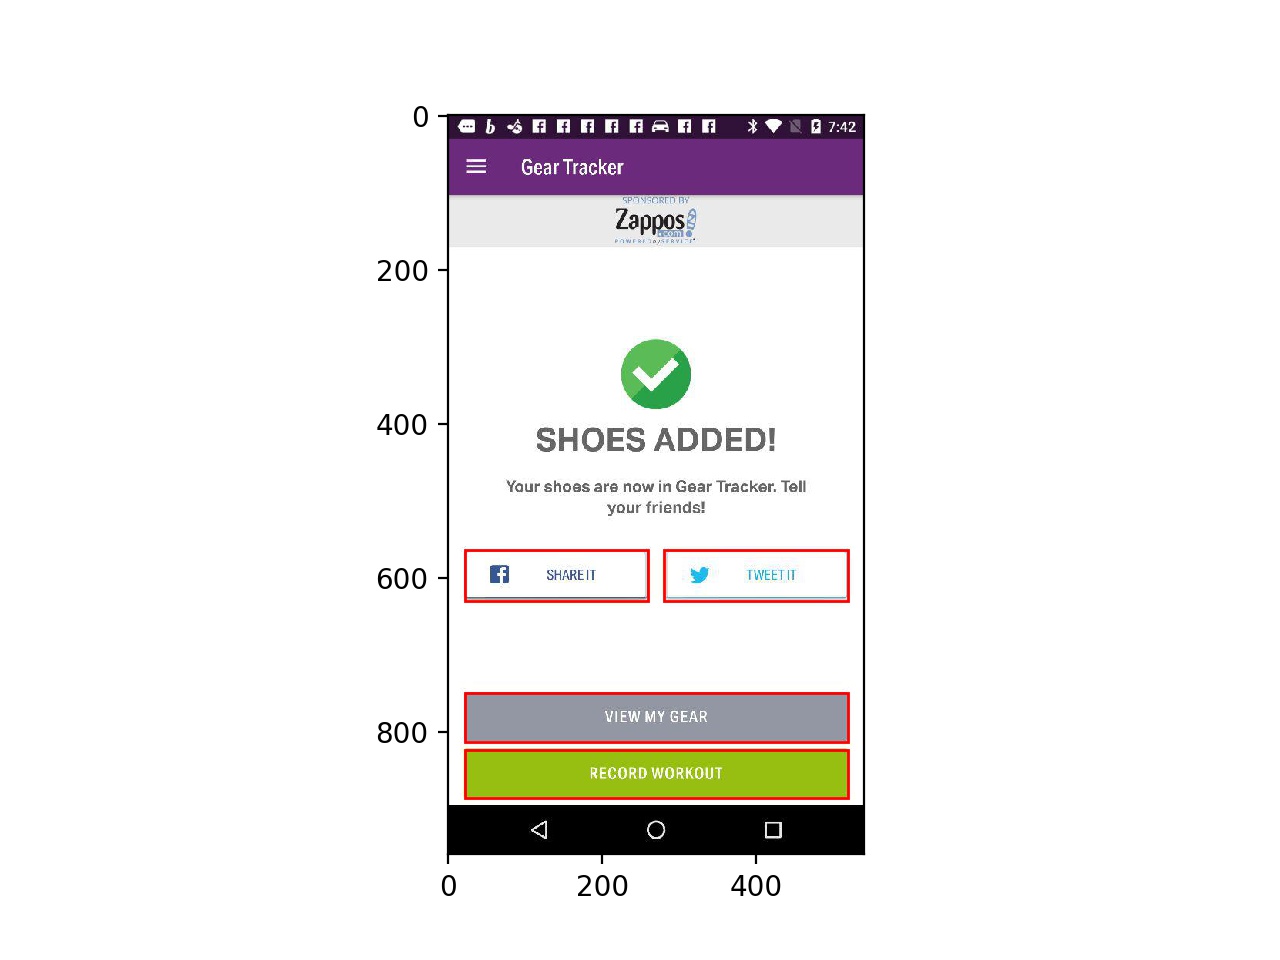 0
200
400
600
800
0
200
400
7:42
Gear Tracker
SPONSORED BY
Zappos
.com
POWERED by SERVICE
SHOES ADDED!
Your shoes are now in Gear Tracker. Tell
your friends!
SHARE IT
TWEET IT
VIEW MY GEAR
RECORD WORKOUT